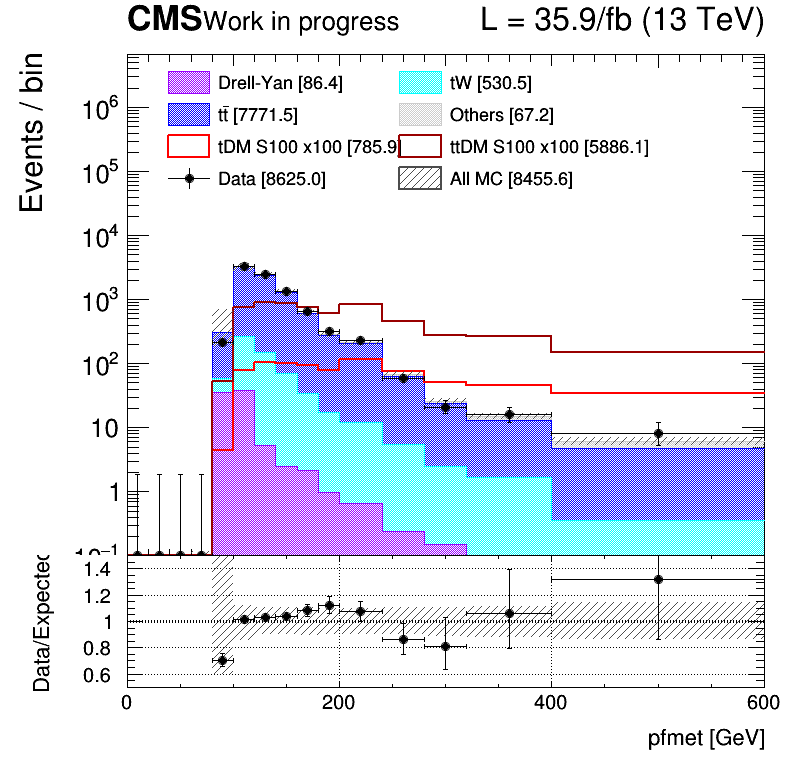 CMS Work in progress L = 35.9/fb (13 TeV)
Events / bin
Drell-Yan [86.4] tW [530.5]
tt̄ [7771.5] Others [67.2]
tDM S100 x100 [785.9] ttDM S100 x100 [5886.1]
Data [8625.0] All MC [8455.6]
10⁶
10⁵
10⁴
10³
10²
10
1
10⁻¹
Data/Expected
1.4
1.2
1
0.8
0.6
0 200 400 600
pfmet [GeV]